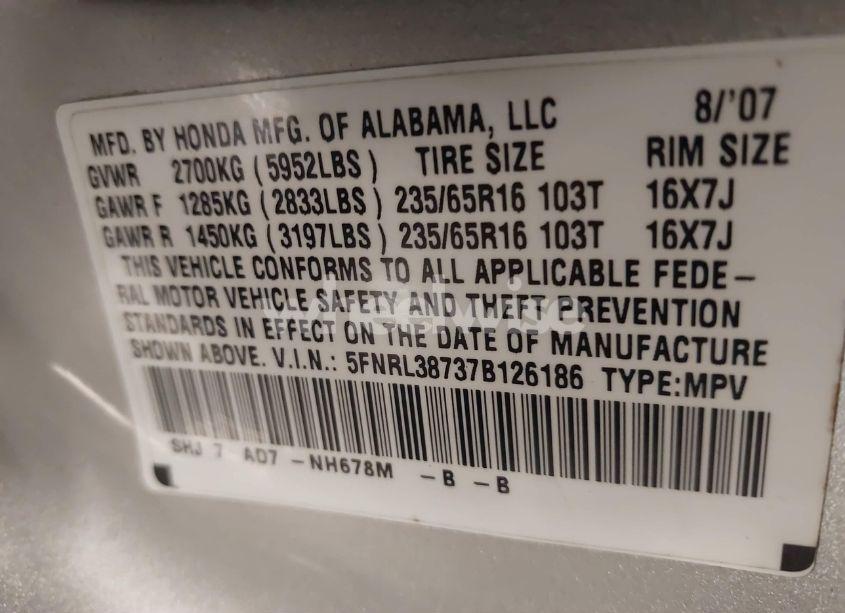 MFD. BY HONDA MFG. OF ALABAMA, LLC 8/'07
GVWR 2700KG (5952LBS) TIRE SIZE RIM SIZE
GAWR F 1285KG (2833LBS) 235/65R16 103T 16X7J
GAWR R 1450KG (3197LBS) 235/65R16 103T 16X7J
THIS VEHICLE CONFORMS TO ALL APPLICABLE FEDE-
RAL MOTOR VEHICLE SAFETY AND THEFT PREVENTION
STANDARDS IN EFFECT ON THE DATE OF MANUFACTURE
SHOWN ABOVE. V.I.N.: 5FNRL38737B126186 TYPE:MPV
SHJ 7 AD7 -NH678M -B -B